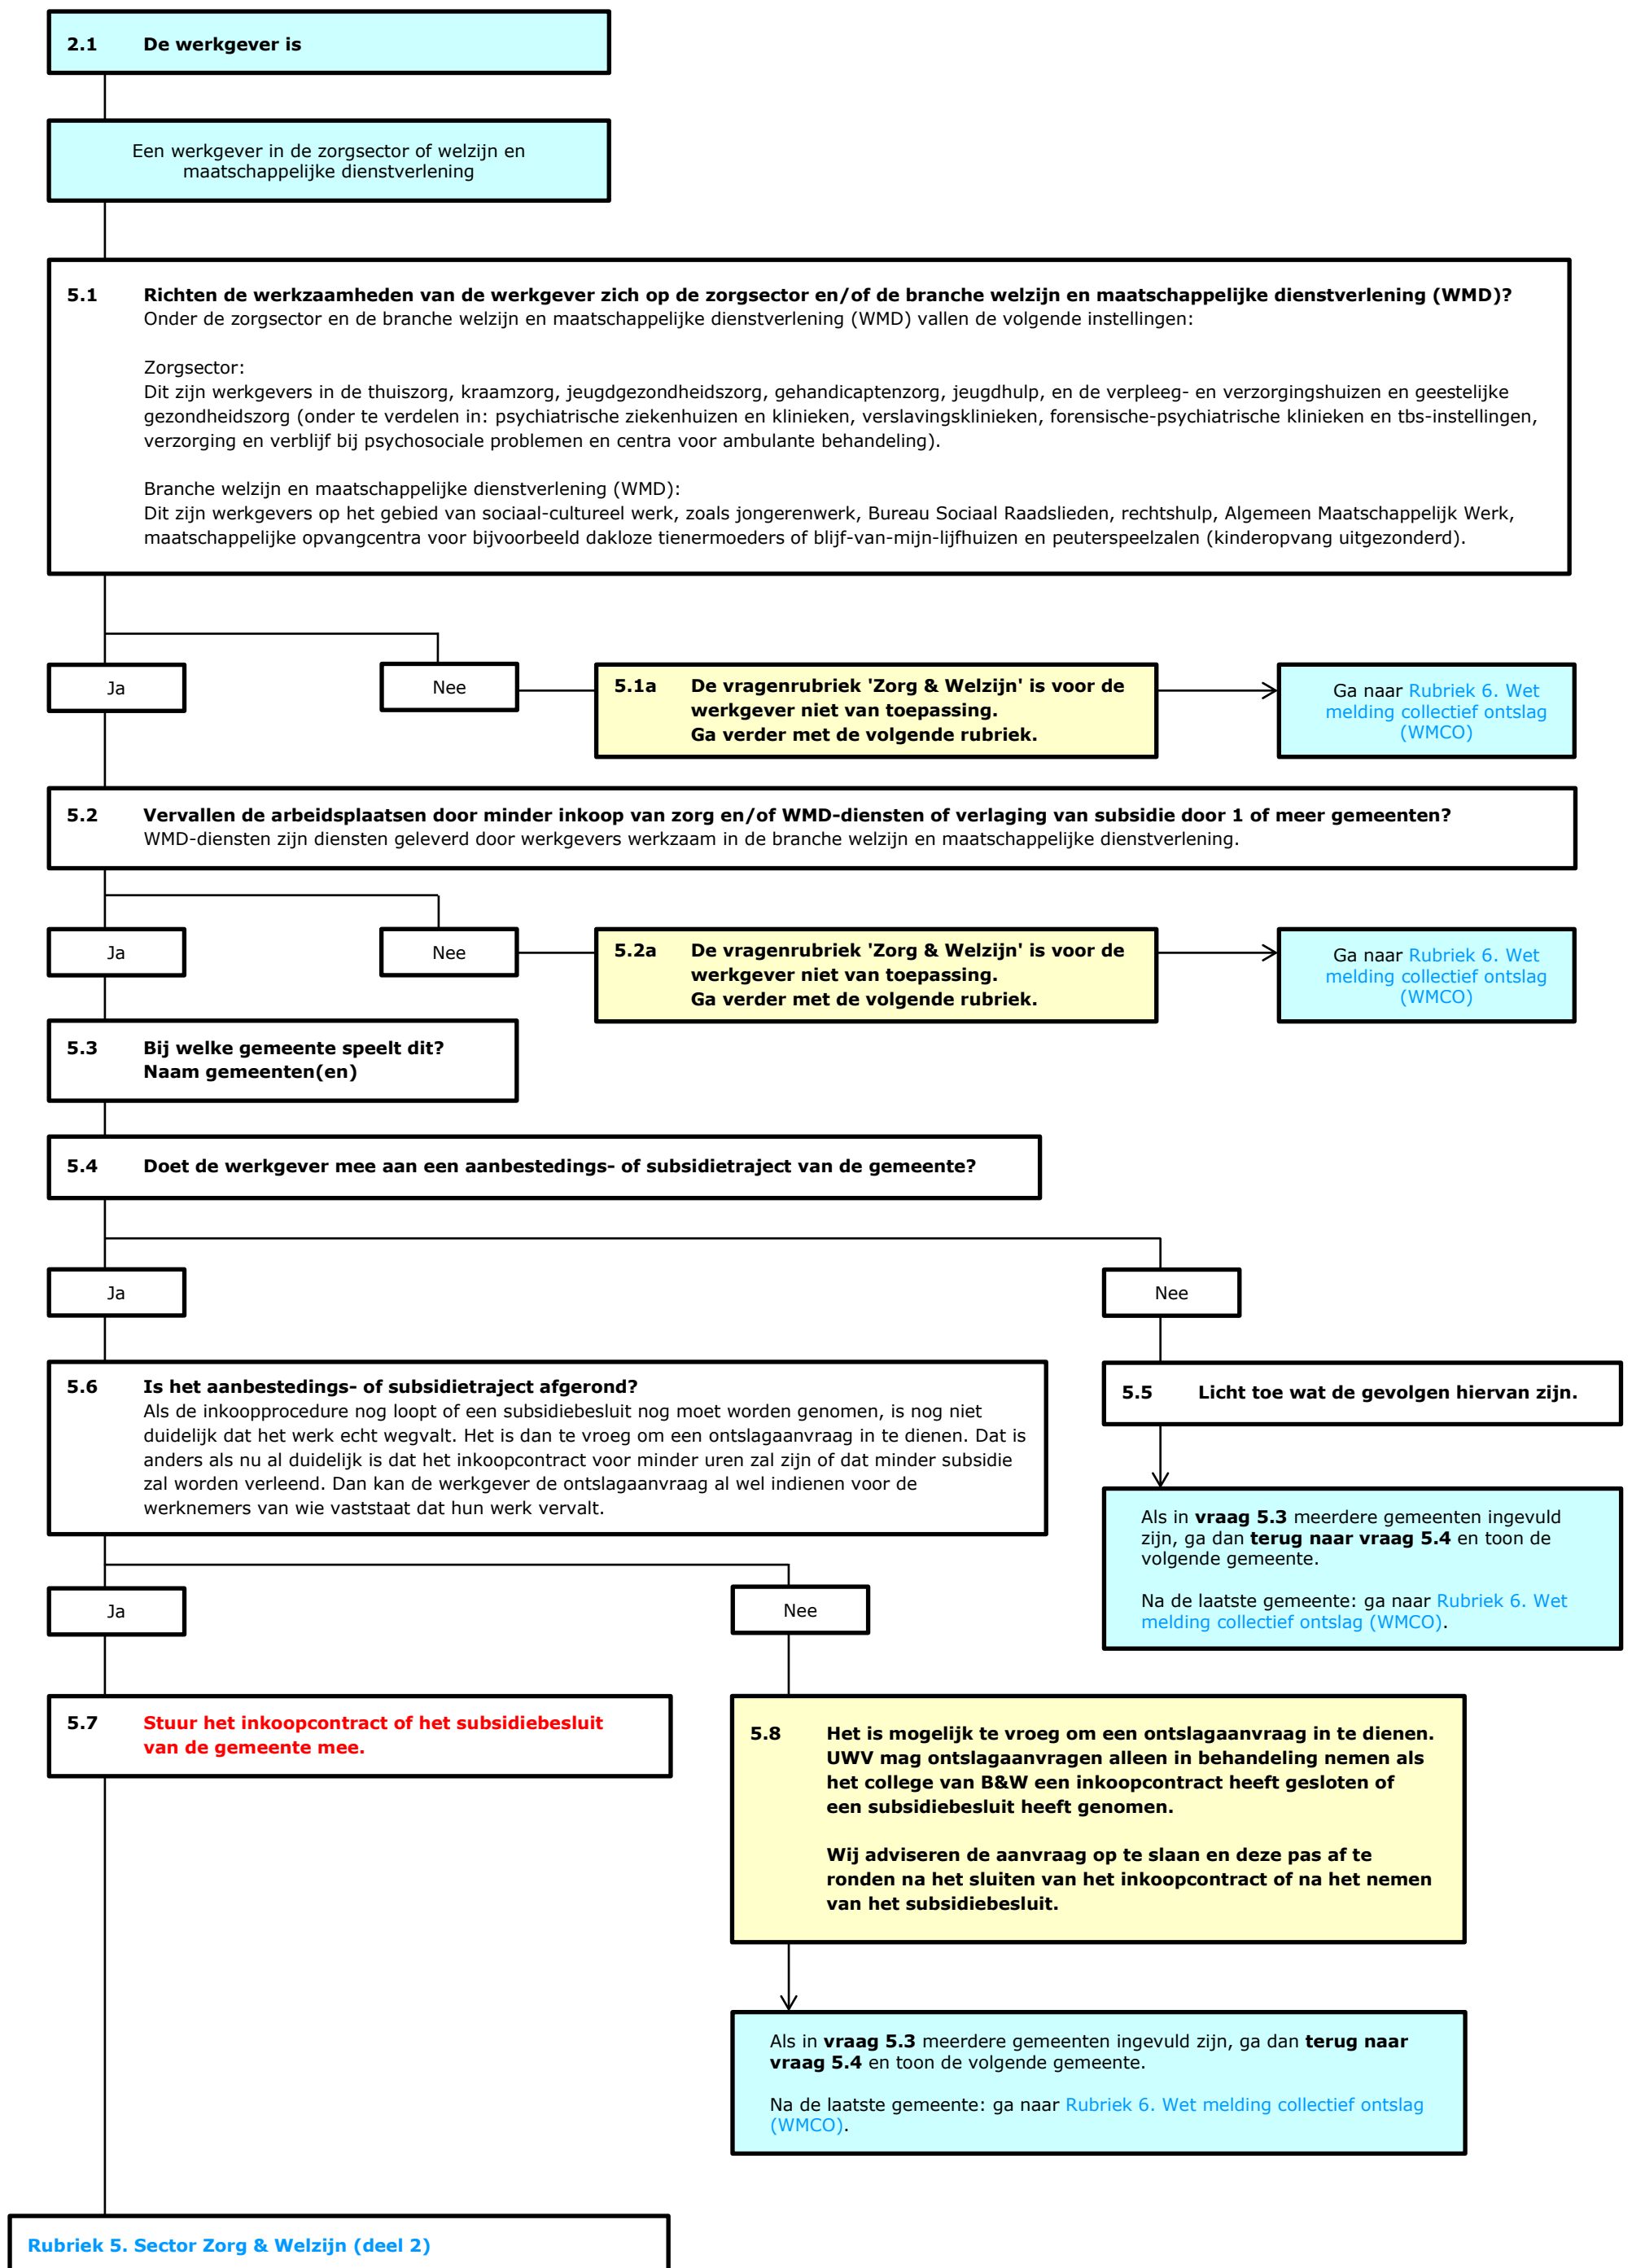 2.1 De werkgever is
Een werkgever in de zorgsector of welzijn en
maatschappelijke dienstverlening
5.1 Richten de werkzaamheden van de werkgever zich op de zorgsector en/of de branche welzijn en maatschappelijke dienstverlening (WMD)?
Onder de zorgsector en de branche welzijn en maatschappelijke dienstverlening (WMD) vallen de volgende instellingen:
Zorgsector:
Dit zijn werkgevers in de thuiszorg, kraamzorg, jeugdgezondheidszorg, gehandicaptenzorg, jeugdhulp, en de verpleeg- en verzorgingshuizen en geestelijke
gezondheidszorg (onder te verdelen in: psychiatrische ziekenhuizen en klinieken, verslavingsklinieken, forensische-psychiatrische klinieken en tbs-instellingen,
verzorging en verblijf bij psychosociale problemen en centra voor ambulante behandeling).
Branche welzijn en maatschappelijke dienstverlening (WMD):
Dit zijn werkgevers op het gebied van sociaal-cultureel werk, zoals jongerenwerk, Bureau Sociaal Raadslieden, rechtshulp, Algemeen Maatschappelijk Werk,
maatschappelijke opvangcentra voor bijvoorbeeld dakloze tienermoeders of blijf-van-mijn-lijfhuizen en peuterspeelzalen (kinderopvang uitgezonderd).
Ja
Nee
5.1a De vragenrubriek 'Zorg & Welzijn' is voor de
werkgever niet van toepassing.
Ga verder met de volgende rubriek.
Ga naar Rubriek 6. Wet
melding collectief ontslag
(WMCO)
5.2 Vervallen de arbeidsplaatsen door minder inkoop van zorg en/of WMD-diensten of verlaging van subsidie door 1 of meer gemeenten?
WMD-diensten zijn diensten geleverd door werkgevers werkzaam in de branche welzijn en maatschappelijke dienstverlening.
Ja
Nee
5.2a De vragenrubriek 'Zorg & Welzijn' is voor de
werkgever niet van toepassing.
Ga verder met de volgende rubriek.
Ga naar Rubriek 6. Wet
melding collectief ontslag
(WMCO)
5.3 Bij welke gemeente speelt dit?
Naam gemeenten(en)
5.4 Doet de werkgever mee aan een aanbestedings- of subsidietraject van de gemeente?
Ja
Nee
5.6 Is het aanbestedings- of subsidietraject afgerond?
Als de inkoopprocedure nog loopt of een subsidiebesluit nog moet worden genomen, is nog niet
duidelijk dat het werk echt wegvalt. Het is dan te vroeg om een ontslagaanvraag in te dienen. Dat is
anders als nu al duidelijk is dat het inkoopcontract voor minder uren zal zijn of dat minder subsidie
zal worden verleend. Dan kan de werkgever de ontslagaanvraag al wel indienen voor de
werknemers van wie vaststaat dat hun werk vervalt.
5.5 Licht toe wat de gevolgen hiervan zijn.
Als in vraag 5.3 meerdere gemeenten ingevuld
zijn, ga dan terug naar vraag 5.4 en toon de
volgende gemeente.
Na de laatste gemeente: ga naar Rubriek 6. Wet
melding collectief ontslag (WMCO).
Ja
Nee
5.7 Stuur het inkoopcontract of het subsidiebesluit
van de gemeente mee.
5.8 Het is mogelijk te vroeg om een ontslagaanvraag in te dienen.
UWV mag ontslagaanvragen alleen in behandeling nemen als
het college van B&W een inkoopcontract heeft gesloten of
een subsidiebesluit heeft genomen.
Wij adviseren de aanvraag op te slaan en deze pas af te
ronden na het sluiten van het inkoopcontract of na het nemen
van het subsidiebesluit.
Als in vraag 5.3 meerdere gemeenten ingevuld zijn, ga dan terug naar
vraag 5.4 en toon de volgende gemeente.
Na de laatste gemeente: ga naar Rubriek 6. Wet melding collectief ontslag
(WMCO).
Rubriek 5. Sector Zorg & Welzijn (deel 2)